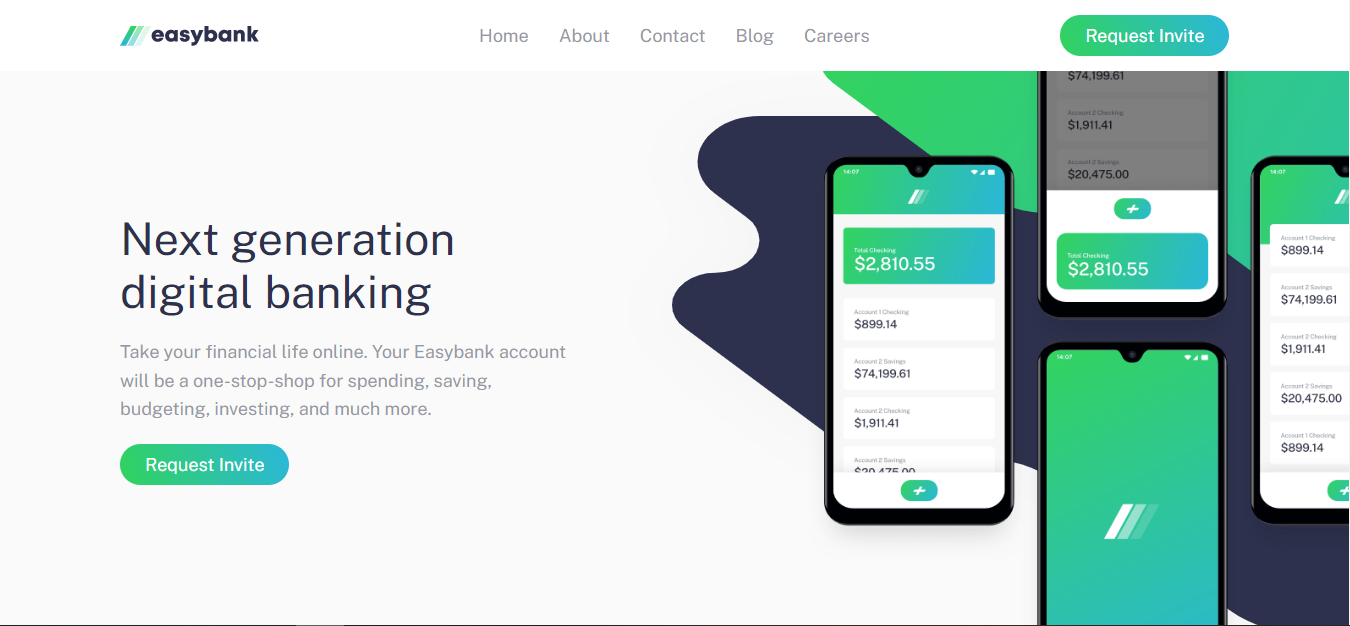 easybank
Home
About
Contact
Blog
Careers
Request Invite
Next generation
digital banking
Take your financial life online. Your Easybank account
will be a one-stop-shop for spending, saving,
budgeting, investing, and much more.
Request Invite
14:07
Total Checking
$2,810.55
Account 1 Checking
$899.14
Account 2 Savings
$74,199.61
Account 2 Checking
$1,911.41
Account 2 Savings
$20,475.00
$74,199.61
Account 2 Checking
$1,911.41
Account 2 Savings
$20,475.00
Total Checking
$2,810.55
14:07
14:07
Account 1 Checking
$899.14
Account 2 Savings
$74,199.61
Account 2 Checking
$1,911.41
Account 2 Savings
$20,475.00
Account 1 Checking
$899.14